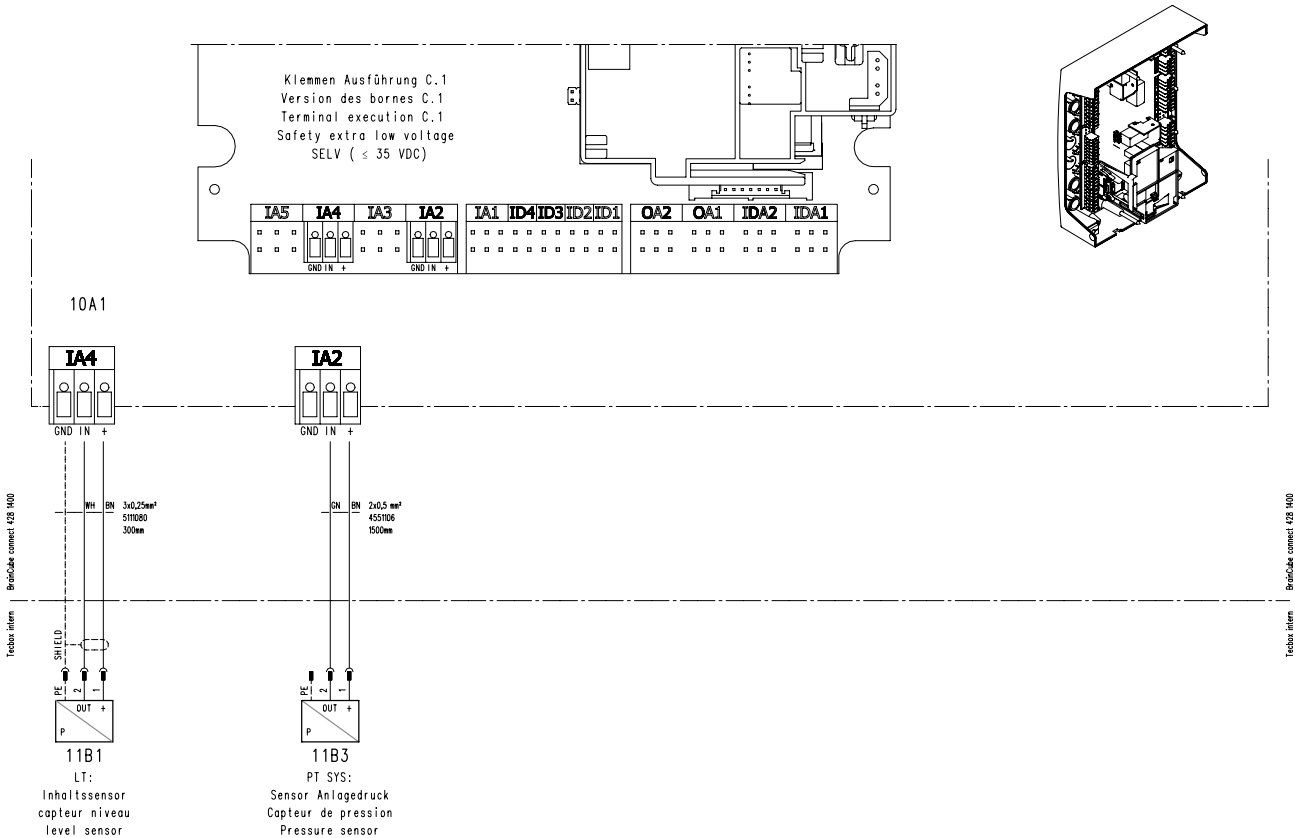 Klemmen Ausführung C.1
Version des bornes C.1
Terminal execution C.1
Safety extra low voltage
SELV ( ≤ 35 VDC)
IA5 IA4 IA3 IA2 IA1 ID4 ID3 ID2 ID1 OA2 OA1 IDA2 IDA1
GND IN + GND IN +
10A1
IA4
GND IN +
WH BN
3x0,25mm²
5111080
300mm
SHIELD
PE 2 1
OUT +
P
11B1
LT:
Inhaltssensor
capteur niveau
level sensor
IA2
GND IN +
GN BN
2x0,5 mm²
4551106
1500mm
PE 2 1
OUT +
P
11B3
PT SYS:
Sensor Anlagedruck
Capteur de pression
Pressure sensor
BrainCube connect 428 1400
Tecbox intern
BrainCube connect 428 1400
Tecbox intern